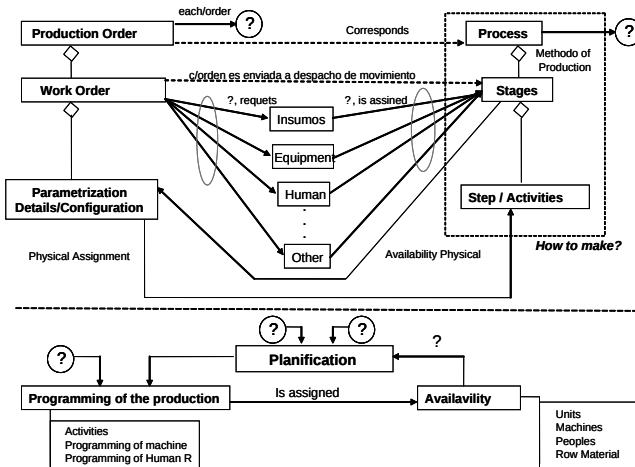 each/order
?
Production Order
Corresponds
Process
?
Methodo of
Production
c/orden es enviada a despacho de movimiento
Work Order
Stages
?, requets
?, is assined
Insumos
Equipment
Human
.
.
.
Other
Parametrization
Details/Configuration
Step / Activities
How to make?
Physical Assignment
Availability Physical
?
?
?
?
Planification
Programming of the production
Is assigned
Availavility
Activities
Programming of machine
Programming of Human R
Units
Machines
Peoples
Row Material